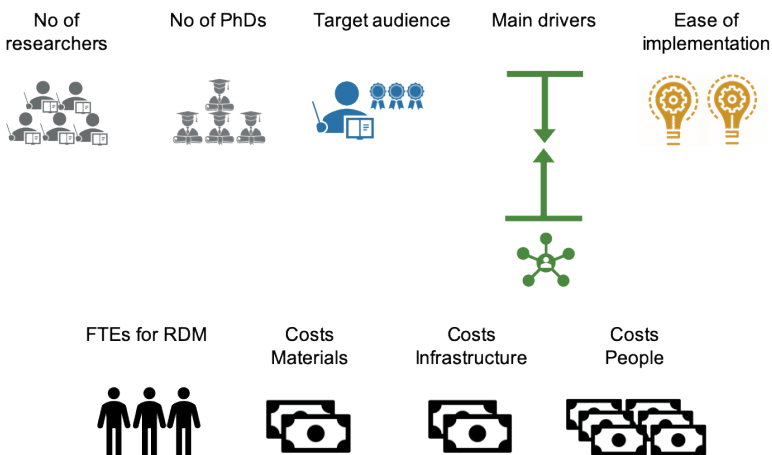 No of
researchers
No of PhDs
Target audience
Main drivers
Ease of
implementation
FTEs for RDM
Costs
Materials
Costs
Infrastructure
Costs
People